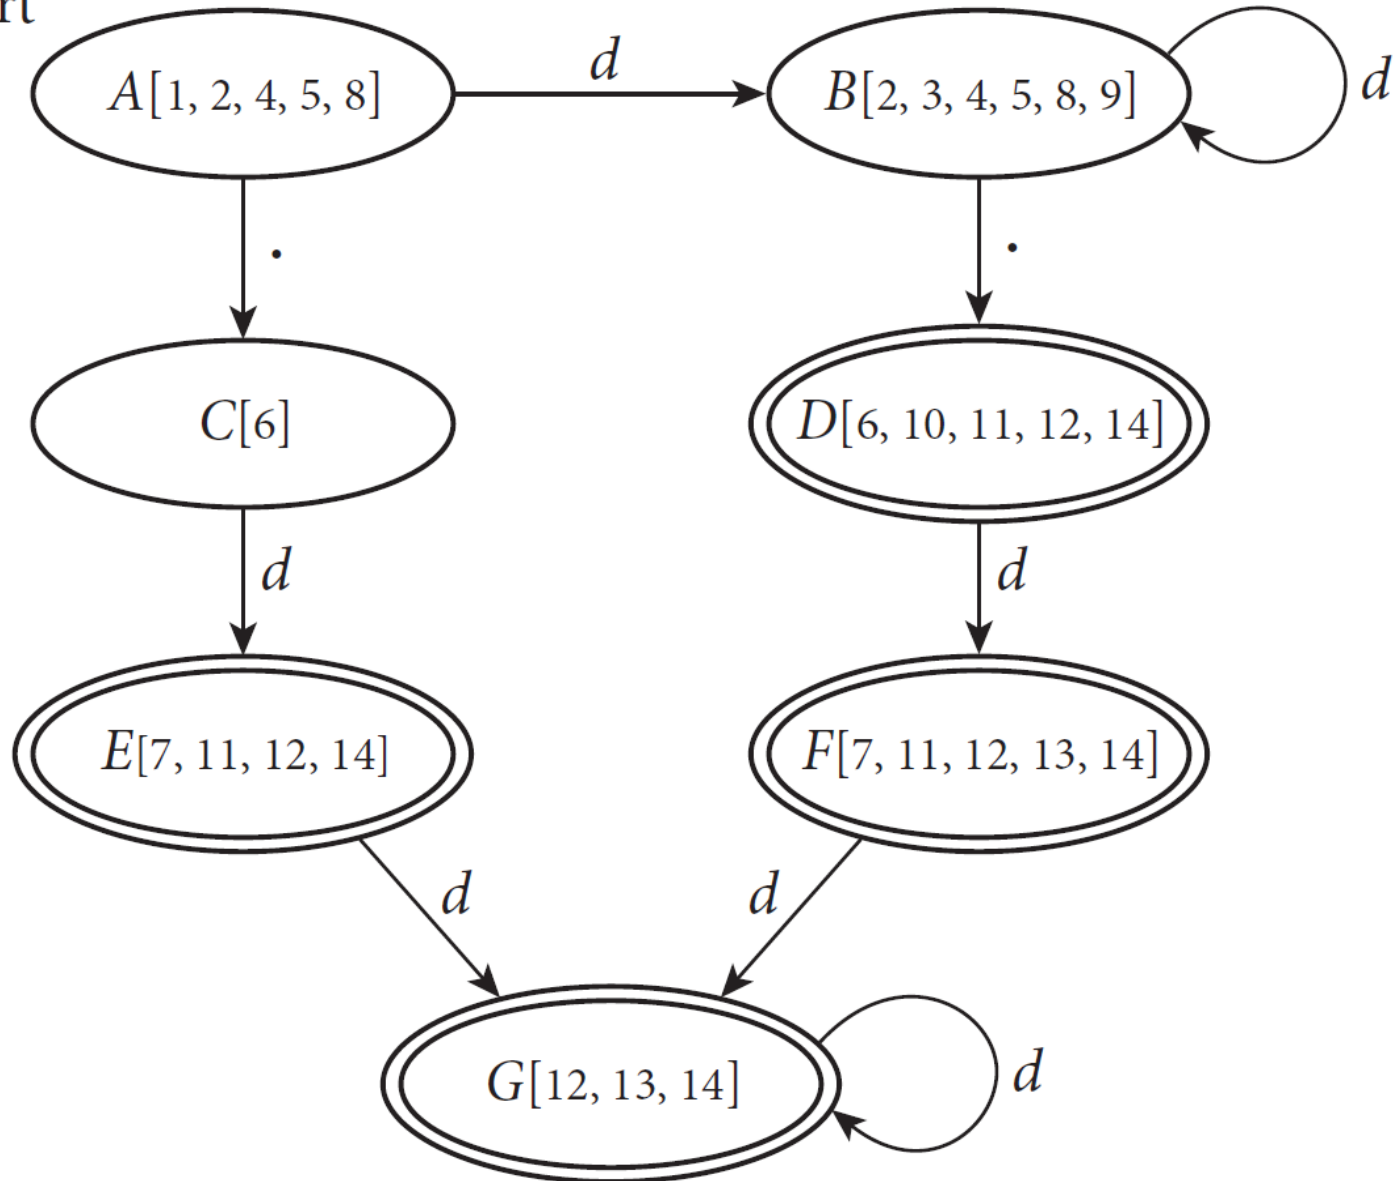 rt
A[1, 2, 4, 5, 8]
d
B[2, 3, 4, 5, 8, 9]
d
.
.
C[6]
D[6, 10, 11, 12, 14]
d
d
E[7, 11, 12, 14]
F[7, 11, 12, 13, 14]
d
d
G[12, 13, 14]
d